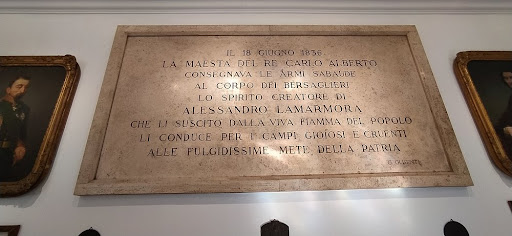 IL 18 GIUGNO 1836
LA MAESTÀ DEL RE CARLO ALBERTO
CONSEGNAVA LE ARMI SABAUDE
AL CORPO DEI BERSAGLIERI
LO SPIRITO CREATORE DI
ALESSANDRO LAMARMORA
CHE LI SUSCITÒ DALLA VIVA FIAMMA DEL POPOLO
LI CONDUCE PER I CAMPI GIOIOSI E CRUENTI
ALLE FULGIDISSIME METE DELLA PATRIA